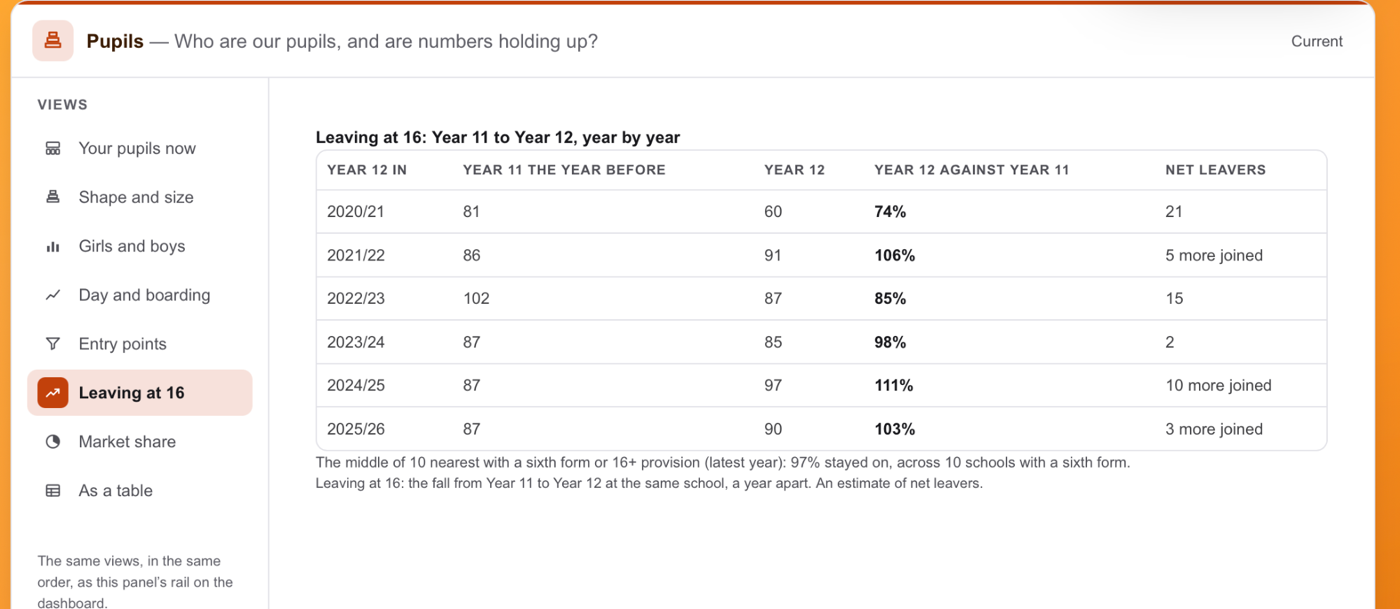 Pupils — Who are our pupils, and are numbers holding up?
Current
VIEWS
Your pupils now
Shape and size
Girls and boys
Day and boarding
Entry points
Leaving at 16
Market share
As a table
The same views, in the same
order, as this panel's rail on the
dashboard.
Leaving at 16: Year 11 to Year 12, year by year
YEAR 12 IN YEAR 11 THE YEAR BEFORE YEAR 12 YEAR 12 AGAINST YEAR 11 NET LEAVERS
2020/21 81 60 74% 21
2021/22 86 91 106% 5 more joined
2022/23 102 87 85% 15
2023/24 87 85 98% 2
2024/25 87 97 111% 10 more joined
2025/26 87 90 103% 3 more joined
The middle of 10 nearest with a sixth form or 16+ provision (latest year): 97% stayed on, across 10 schools with a sixth form.
Leaving at 16: the fall from Year 11 to Year 12 at the same school, a year apart. An estimate of net leavers.